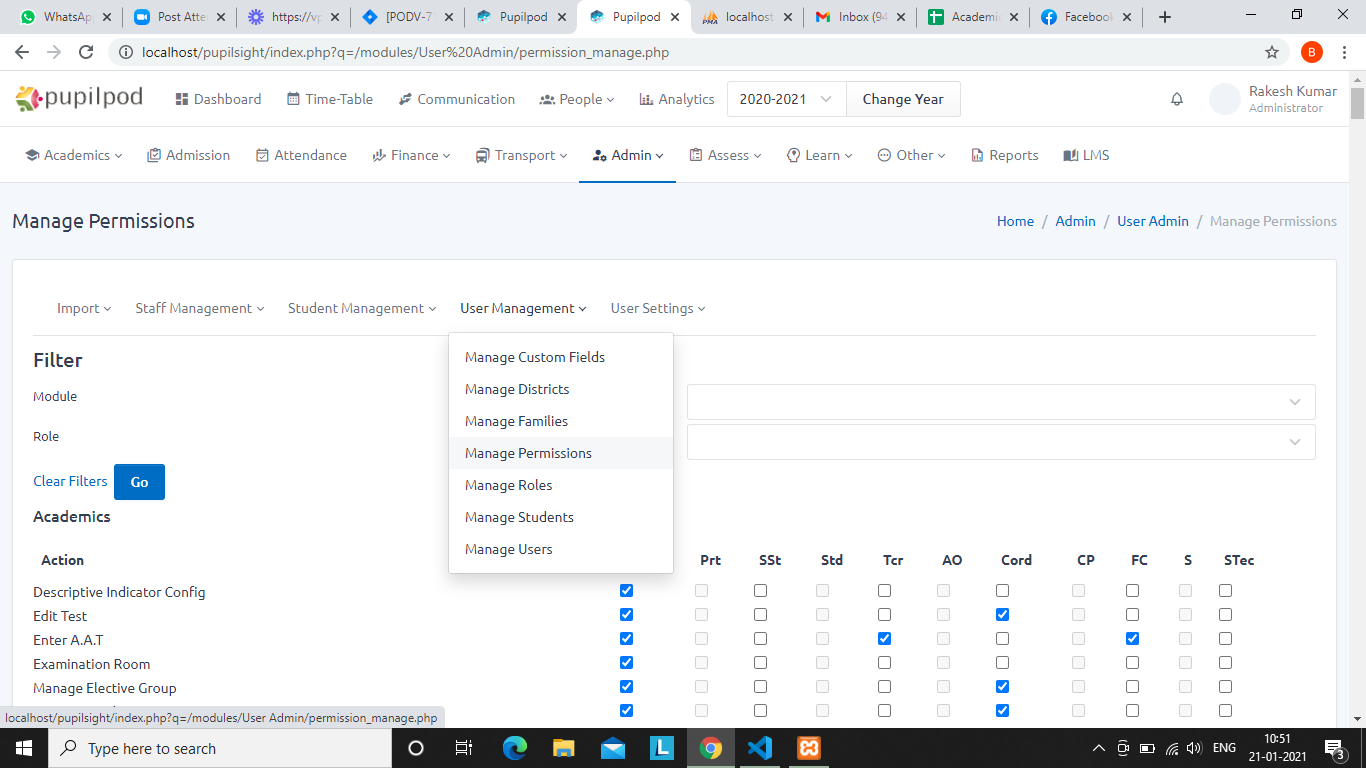 WhatsApp Post Atte https://vp [PODV-7 Pupilpod Pupilpod localhost Inbox (94 Academi Facebook
localhost/pupilsight/index.php?q=/modules/User%20Admin/permission_manage.php B
pupilpod Dashboard Time-Table Communication People Analytics 2020-2021 Change Year Rakesh Kumar
Administrator
Academics Admission Attendance Finance Transport Admin Assess Learn Other Reports LMS
Manage Permissions Home / Admin / User Admin / Manage Permissions
Import Staff Management Student Management User Management User Settings
Filter
Manage Custom Fields
Manage Districts
Manage Families
Manage Permissions
Manage Roles
Manage Students
Manage Users
Module
Role
Clear Filters Go
Academics
Action Prt SSt Std Tcr AO Cord CP FC S STec
Descriptive Indicator Config
Edit Test
Enter A.A.T
Examination Room
Manage Elective Group
localhost/pupilsight/index.php?q=/modules/User Admin/permission_manage.php
Type here to search L ENG 10:51
21-01-2021 3